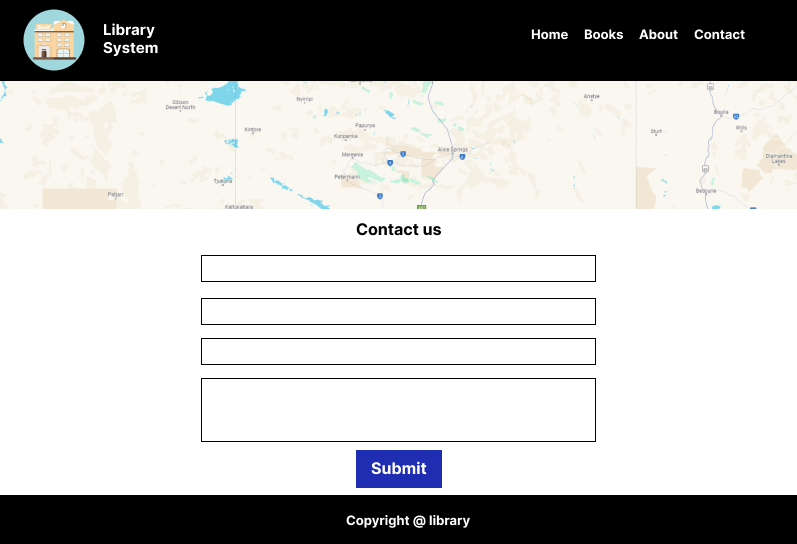 Library
System
Home Books About Contact
Gibson
Desert North
Nyirripi
Anatye
Papunya
Boulia
Kintore
Kunparrka
Sturt
Wills
Mereenie
Alice Springs
Diamantina
Lakes
Tjukurla
Petermann
Patjarr
Bedourie
Kaltukatjara
Contact us
Submit
Copyright @ library